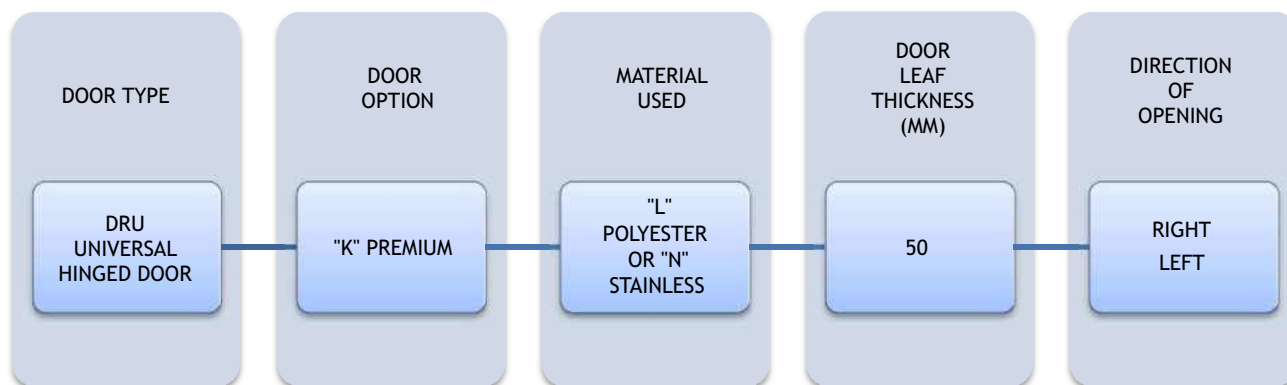 DOOR TYPE
DOOR
OPTION
MATERIAL
USED
DOOR
LEAF
THICKNESS
(MM)
DIRECTION
OF
OPENING
DRU
UNIVERSAL
HINGED DOOR
"K" PREMIUM
"L"
POLYESTER
OR "N"
STAINLESS
50
RIGHT
LEFT